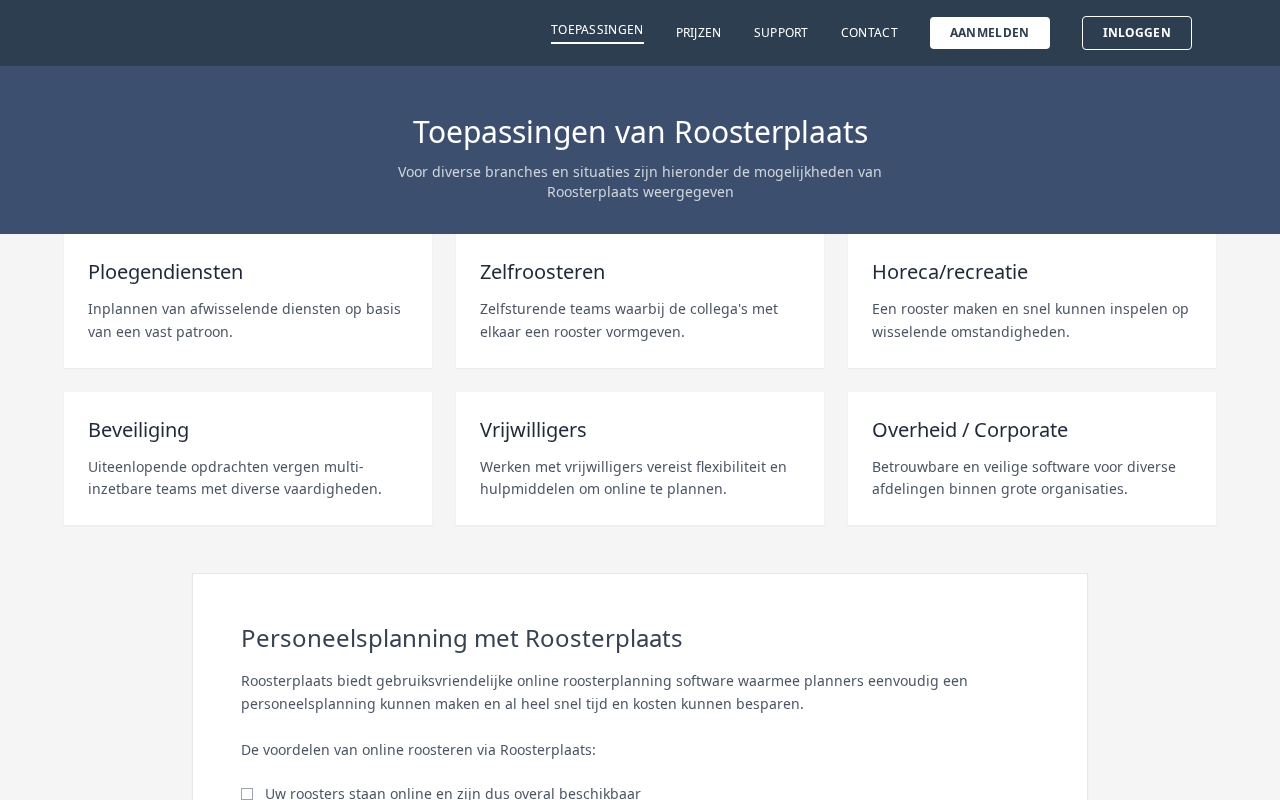 TOEPASSINGEN PRIJZEN SUPPORT CONTACT AANMELDEN INLOGGEN
Toepassingen van Roosterplaats
Voor diverse branches en situaties zijn hieronder de mogelijkheden van
Roosterplaats weergegeven
Ploegendiensten
Inplannen van afwisselende diensten op basis
van een vast patroon.
Zelfroosteren
Zelfsturende teams waarbij de collega's met
elkaar een rooster vormgeven.
Horeca/recreatie
Een rooster maken en snel kunnen inspelen op
wisselende omstandigheden.
Beveiliging
Uiteenlopende opdrachten vergen multi-
inzetbare teams met diverse vaardigheden.
Vrijwilligers
Werken met vrijwilligers vereist flexibiliteit en
hulpmiddelen om online te plannen.
Overheid / Corporate
Betrouwbare en veilige software voor diverse
afdelingen binnen grote organisaties.
Personeelsplanning met Roosterplaats
Roosterplaats biedt gebruiksvriendelijke online roosterplanning software waarmee planners eenvoudig een
personeelsplanning kunnen maken en al heel snel tijd en kosten kunnen besparen.
De voordelen van online roosteren via Roosterplaats:
Uw roosters staan online en zijn dus overal beschikbaar